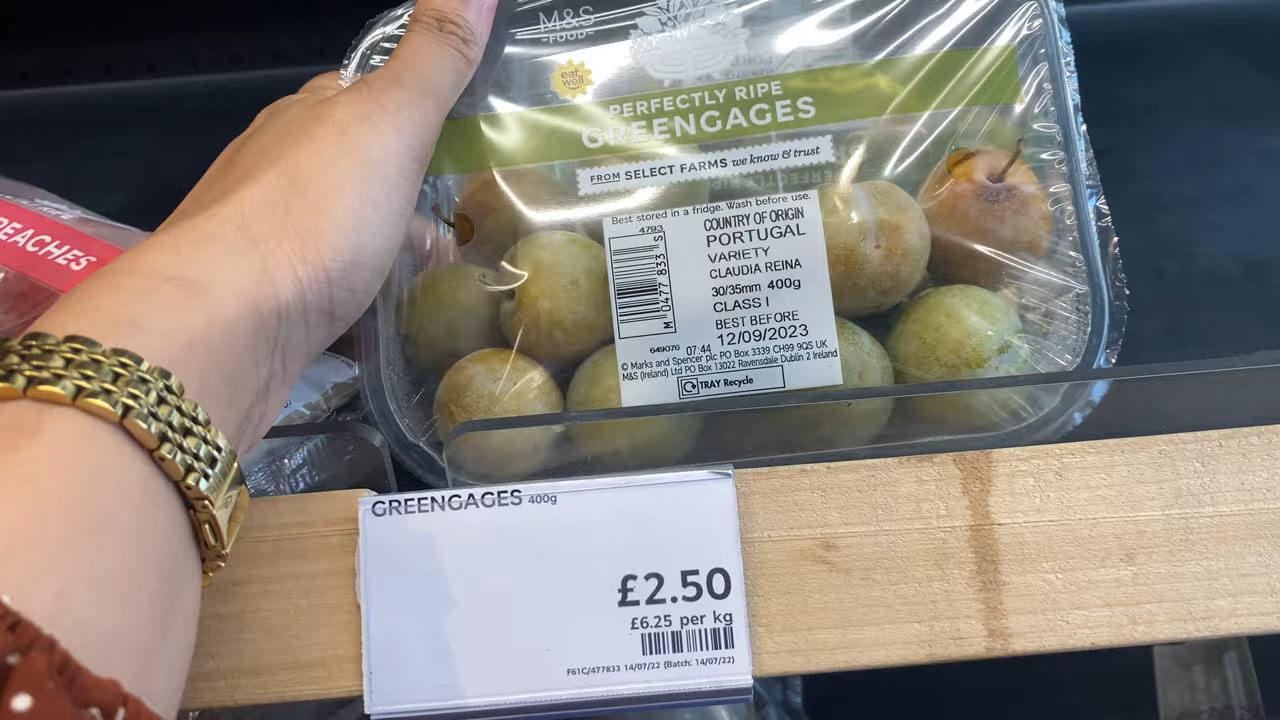 M&S
-FOOD-
eat well
PERFECTLY RIPE
GREENGAGES
FROM SELECT FARMS we know & trust
Best stored in a fridge. Wash before use.
4793
M 0477 833 S
COUNTRY OF ORIGIN
PORTUGAL
VARIETY
CLAUDIA REINA
30/35mm 400g
CLASS I
BEST BEFORE
12/09/2023
649076 07:44
© Marks and Spencer plc PO Box 3339 CH99 9QS UK
M&S (Ireland) Ltd PO Box 13022 Ravensdale Dublin 2 Ireland
TRAY Recycle
PEACHES
GREENGAGES 400g
£2.50
£6.25 per kg
F61C/477833 14/07/22 (Batch: 14/07/22)